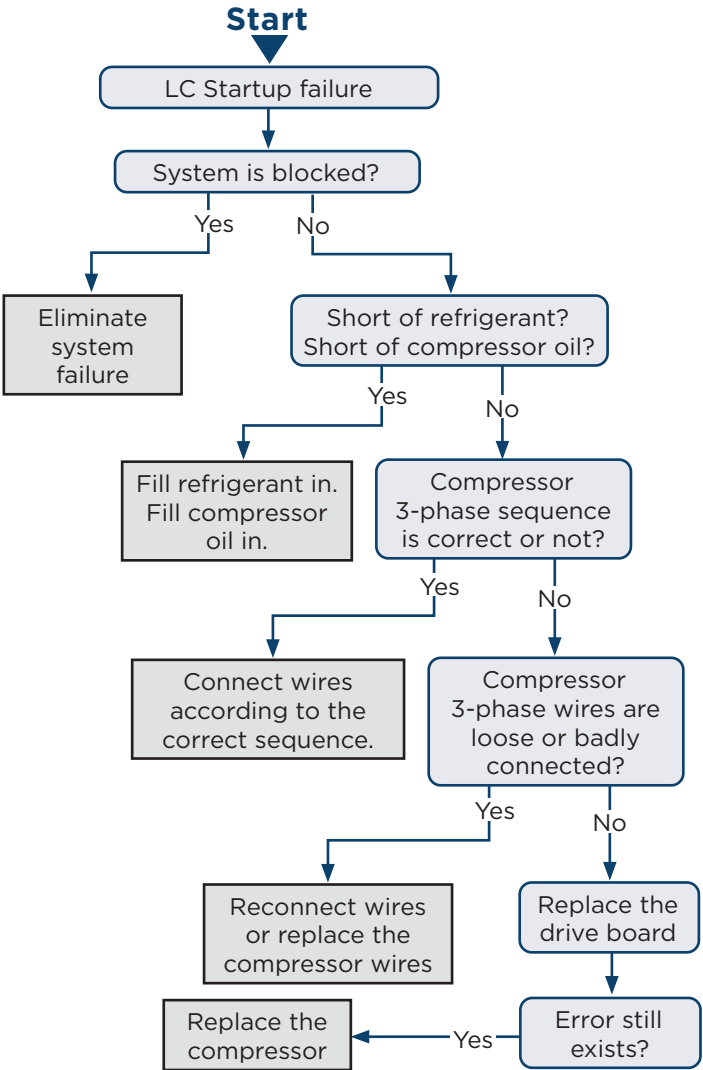 Start
LC Startup failure
System is blocked?
Yes
No
Eliminate
system
failure
Short of refrigerant?
Short of compressor oil?
Yes
No
Fill refrigerant in.
Fill compressor
oil in.
Compressor
3-phase sequence
is correct or not?
Yes
No
Connect wires
according to the
correct sequence.
Compressor
3-phase wires are
loose or badly
connected?
Yes
No
Reconnect wires
or replace the
compressor wires
Replace the
drive board
Error still
exists?
Yes
Replace the
compressor